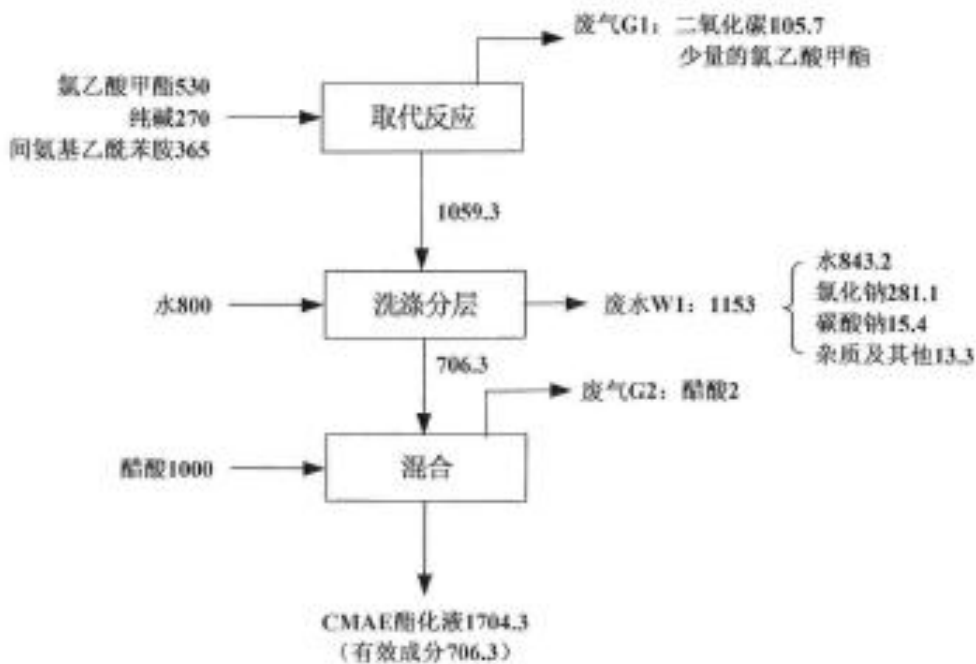 废气G1：二氧化碳105.7
少量的氯乙酸甲酯
氯乙酸甲酯530
纯碱270
间氨基乙酰苯胺365
取代反应
1059.3
水800
洗涤分层
废水W1：1153
水843.2
氯化钠281.1
碳酸钠15.4
杂质及其他13.3
706.3
废气G2：醋酸2
醋酸1000
混合
CMAE酯化液1704.3
（有效成分706.3）